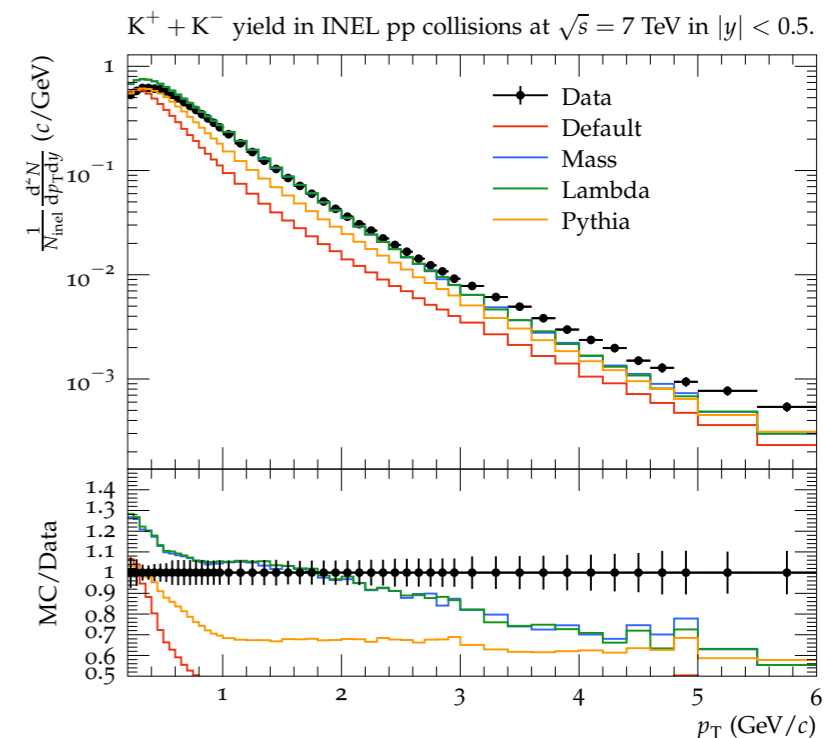 K⁺ + K⁻ yield in INEL pp collisions at √s = 7 TeV in |y| < 0.5.
1/N_inel d²N/dp_Tdy (c/GeV)
1
10⁻¹
10⁻²
10⁻³
Data
Default
Mass
Lambda
Pythia
MC/Data
1.4
1.3
1.2
1.1
1
0.9
0.8
0.7
0.6
0.5
1 2 3 4 5 6
p_T (GeV/c)